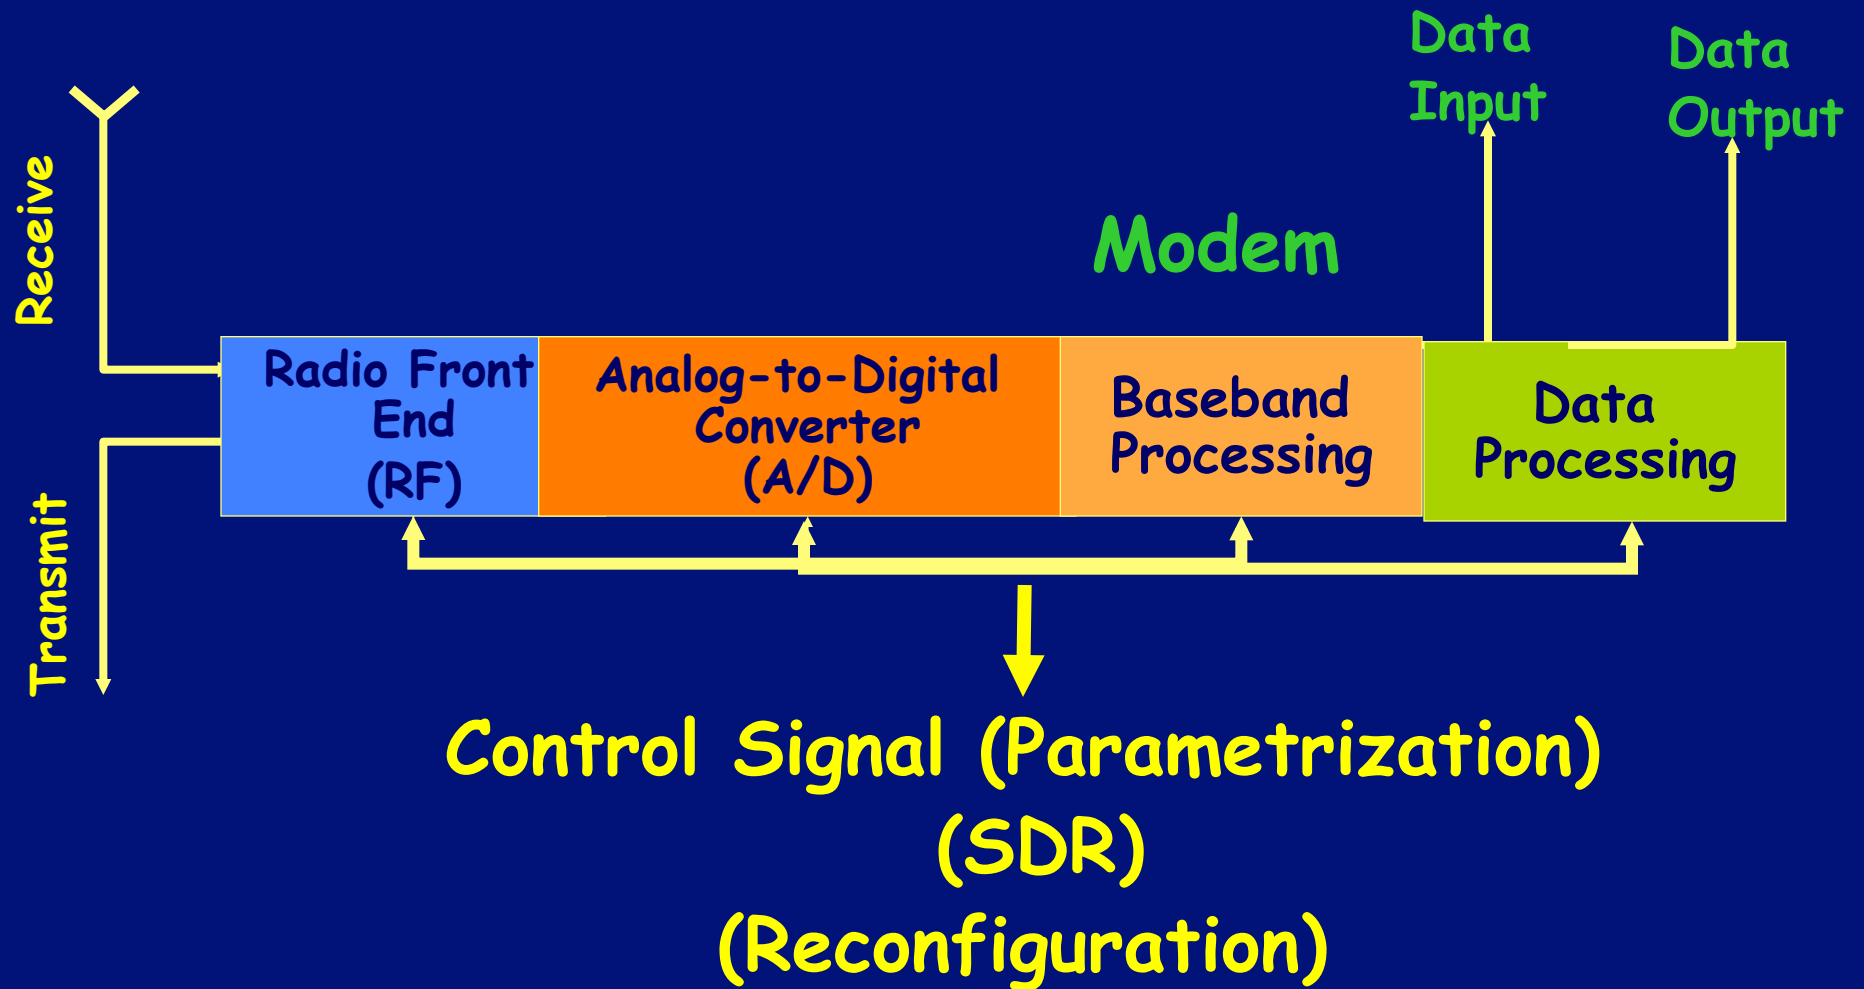 Data
Input
Data
Output
Receive
Modem
Radio Front
End
(RF)
Analog-to-Digital
Converter
(A/D)
Baseband
Processing
Data
Processing
Transmit
Control Signal (Parametrization)
(SDR)
(Reconfiguration)